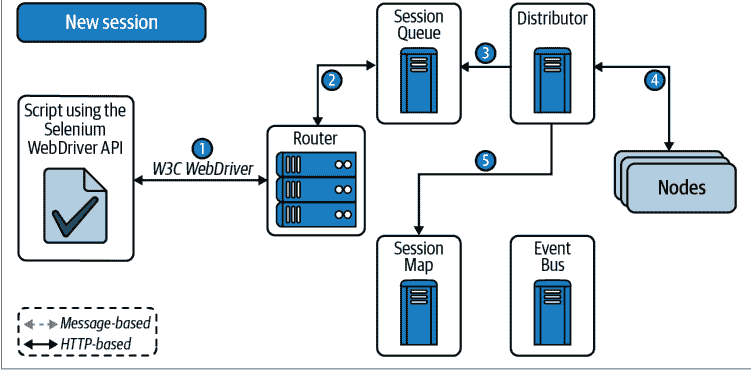 New session
Session
Queue
Distributor
3
2
4
Script using the
Selenium
WebDriver API
1
W3C WebDriver
Router
5
Nodes
Session
Map
Event
Bus
Message-based
HTTP-based